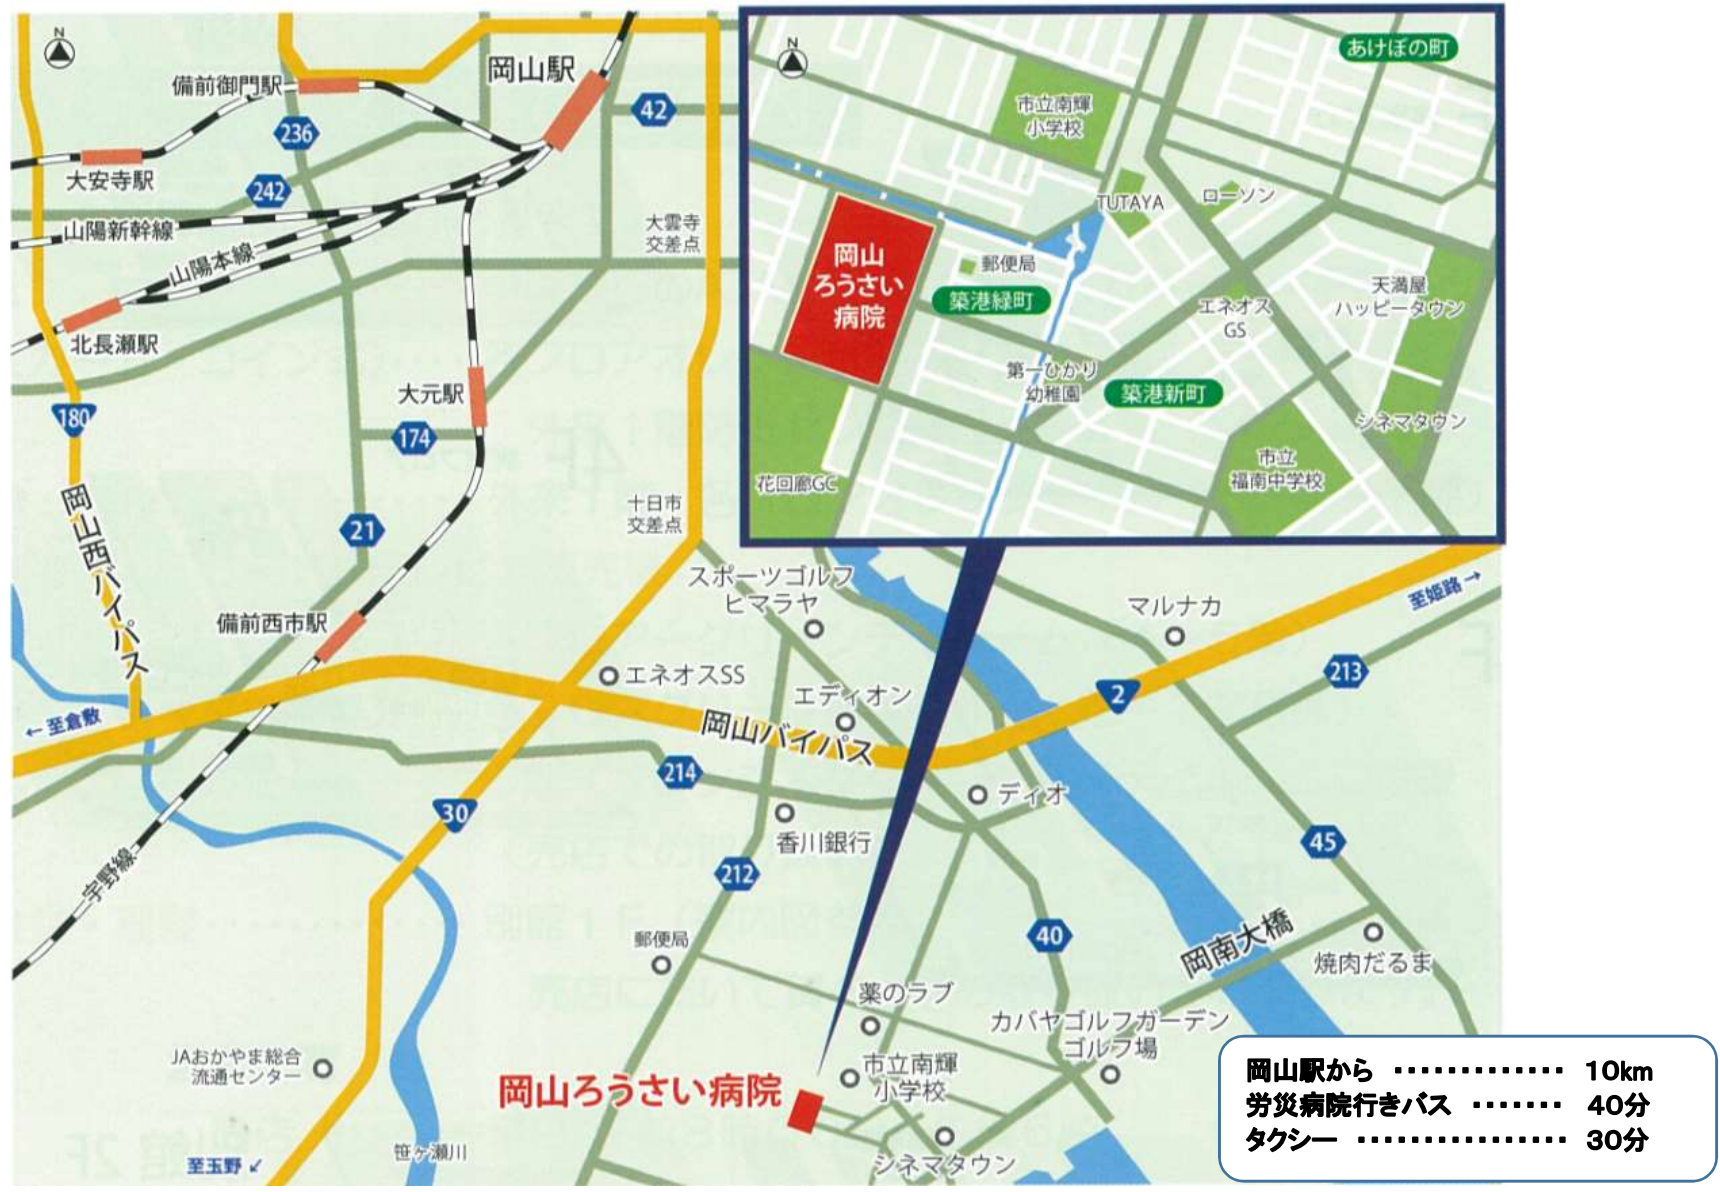 N
備前御門駅
岡山駅
236
42
大安寺駅
242
山陽新幹線
大雲寺
交差点
山陽本線
北長瀬駅
大元駅
180
174
岡山西バイパス
十日市
交差点
21
備前西市駅
N
あけぼの町
市立南輝
小学校
TUTAYA
ローソン
岡山
ろうさい
病院
郵便局
築港緑町
天満屋
ハッピータウン
エネオス
GS
第一ひかり
幼稚園
築港新町
シネマタウン
市立
福南中学校
花回廊GC
スポーツゴルフ
ヒマラヤ
マルナカ
至姫路→
エネオスSS
エディオン
213
2
←至倉敷
岡山バイパス
214
ディオ
30
香川銀行
45
212
宇野線
40
郵便局
岡南大橋
焼肉だるま
薬のラブ
カバヤゴルフガーデン
ゴルフ場
JAおかやま総合
流通センター
市立南輝
小学校
岡山ろうさい病院
シネマタウン
笹ヶ瀬川
至玉野↙
岡山駅から ‥‥‥‥‥‥‥ 10km
労災病院行きバス ‥‥‥‥ 40分
タクシー ‥‥‥‥‥‥‥‥ 30分